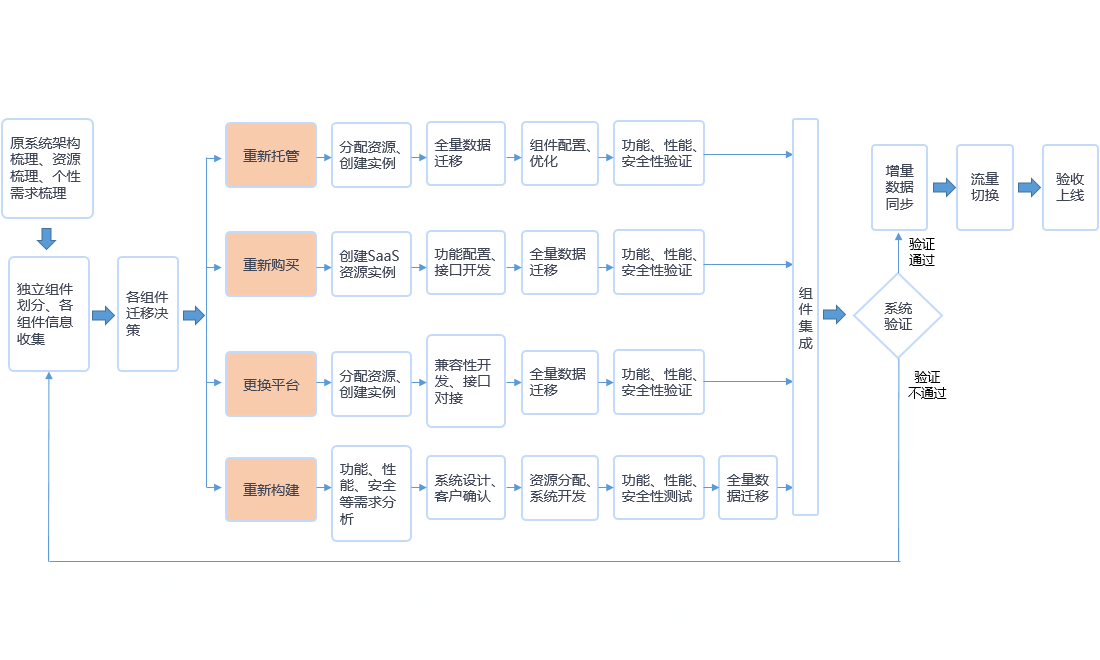 原系统架构
梳理、资源
梳理、个性
需求梳理
独立组件
划分、各
组件信息
收集
各组件
迁移决
策
重新托管
分配资源、
创建实例
全量数据
迁移
组件配置、
优化
功能、性能、
安全性验证
重新购买
创建SaaS
资源实例
功能配置、
接口开发
全量数据
迁移
功能、性能、
安全性验证
更换平台
分配资源、
创建实例
兼容性开
发、接口
对接
全量数据
迁移
功能、性能、
安全性验证
重新构建
功能、性
能、安全
等需求分
析
系统设计、
客户确认
资源分配、
系统开发
功能、性能、
安全性测试
全量数
据迁移
组
件
集
成
系统
验证
验证
通过
验证
不通过
增量
数据
同步
流量
切换
验收
上线